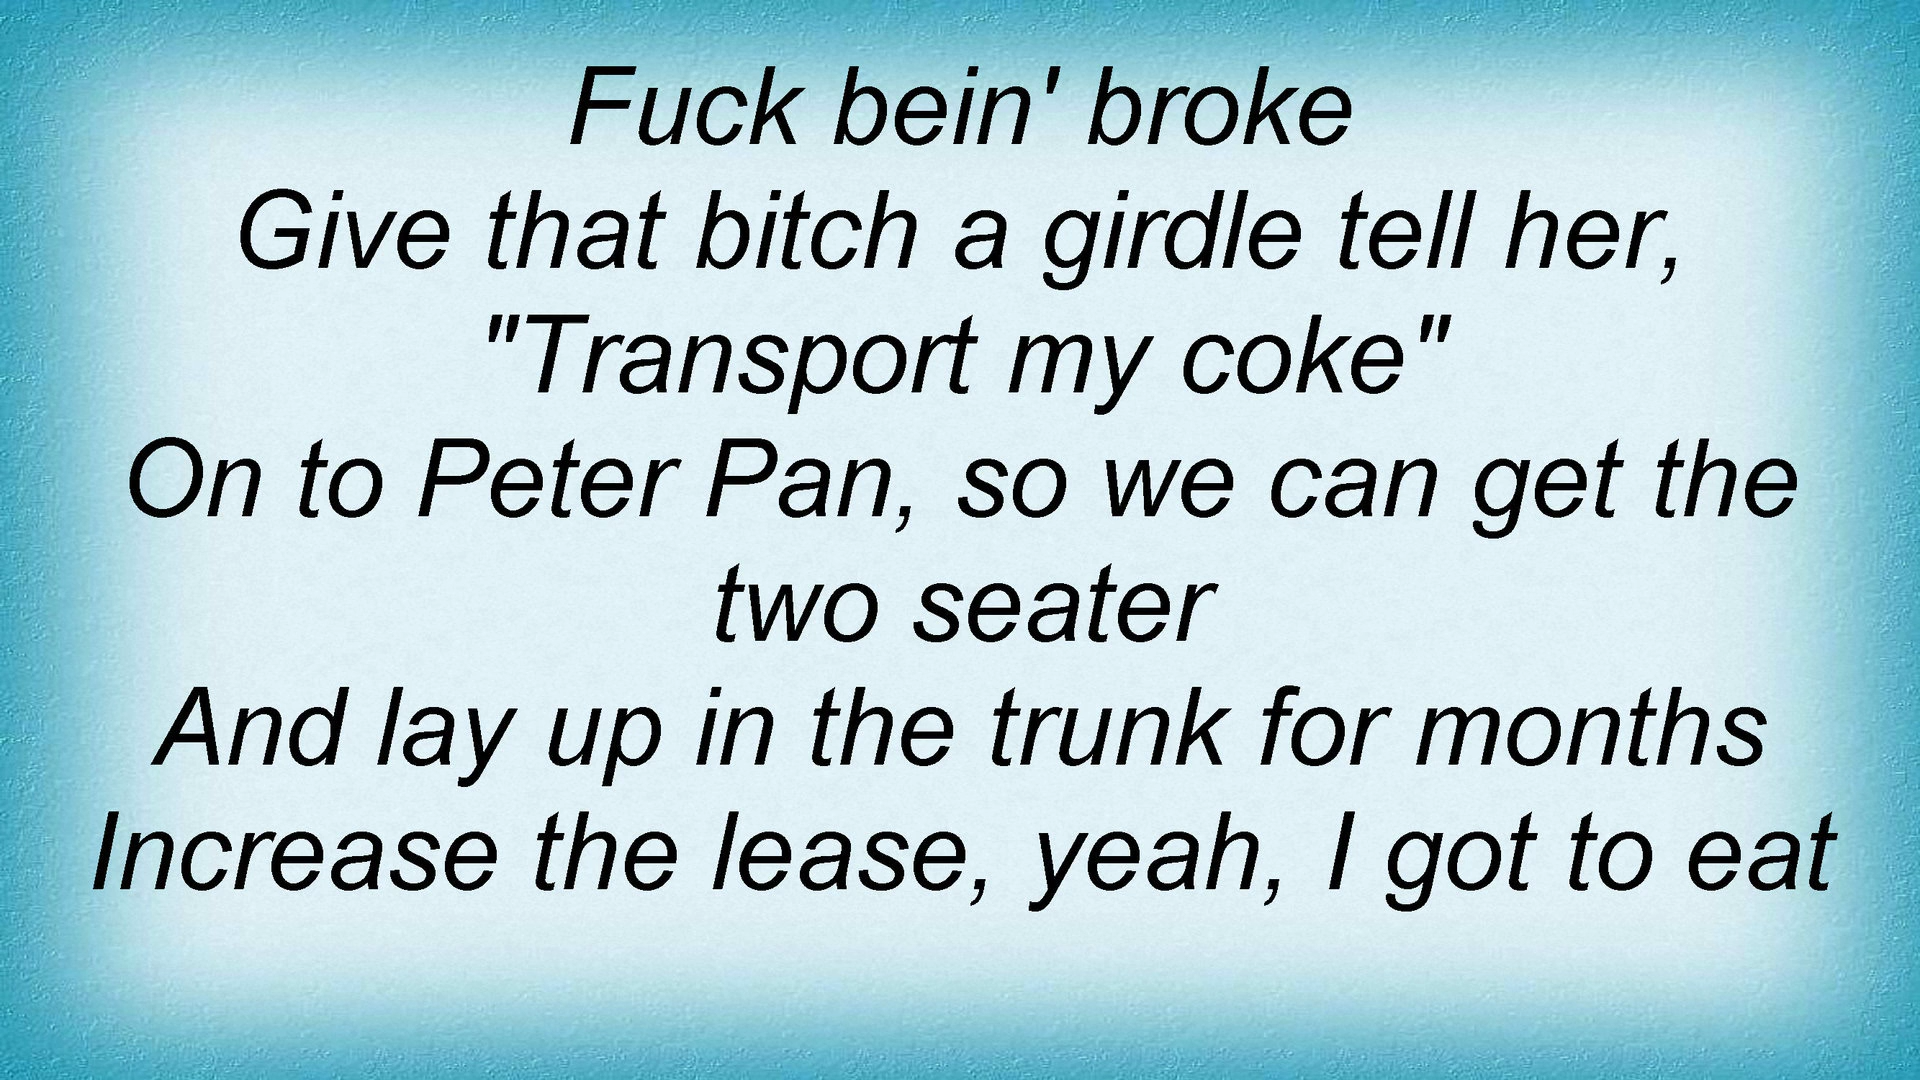 Fuck bein' broke
Give that bitch a girdle tell her,
"Transport my coke"
On to Peter Pan, so we can get the
two seater
And lay up in the trunk for months
Increase the lease, yeah, I got to eat